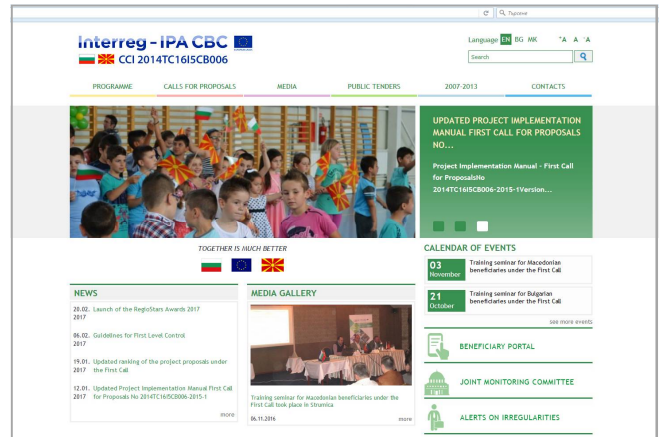 Търсене
Interreg - IPA CBC
CCI 2014TC16I5CB006
Language EN BG MK +A A -A
Search
PROGRAMME CALLS FOR PROPOSALS MEDIA PUBLIC TENDERS 2007-2013 CONTACTS
UPDATED PROJECT IMPLEMENTATION
MANUAL FIRST CALL FOR PROPOSALS
NO...
Project Implementation Manual - First Call
for ProposalsNo
2014TC16I5CB006-2015-1Version...
TOGETHER IS MUCH BETTER
NEWS
20.02. Launch of the RegioStars Awards 2017
2017
06.02. Guidelines for First Level Control
2017
19.01. Updated ranking of the project proposals under
2017 the First Call
12.01. Updated Project Implementation Manual First Call
2017 for Proposals No 2014TC16I5CB006-2015-1
more
MEDIA GALLERY
Training seminar for Macedonian beneficiaries under the
First Call took place in Strumica
06.11.2016 more
CALENDAR OF EVENTS
03 Training seminar for Macedonian
November beneficiaries under the First Call
21 Training seminar for Bulgarian
October beneficiaries under the First Call
see more events
BENEFICIARY PORTAL
JOINT MONITORING COMMITTEE
ALERTS ON IRREGULARITIES